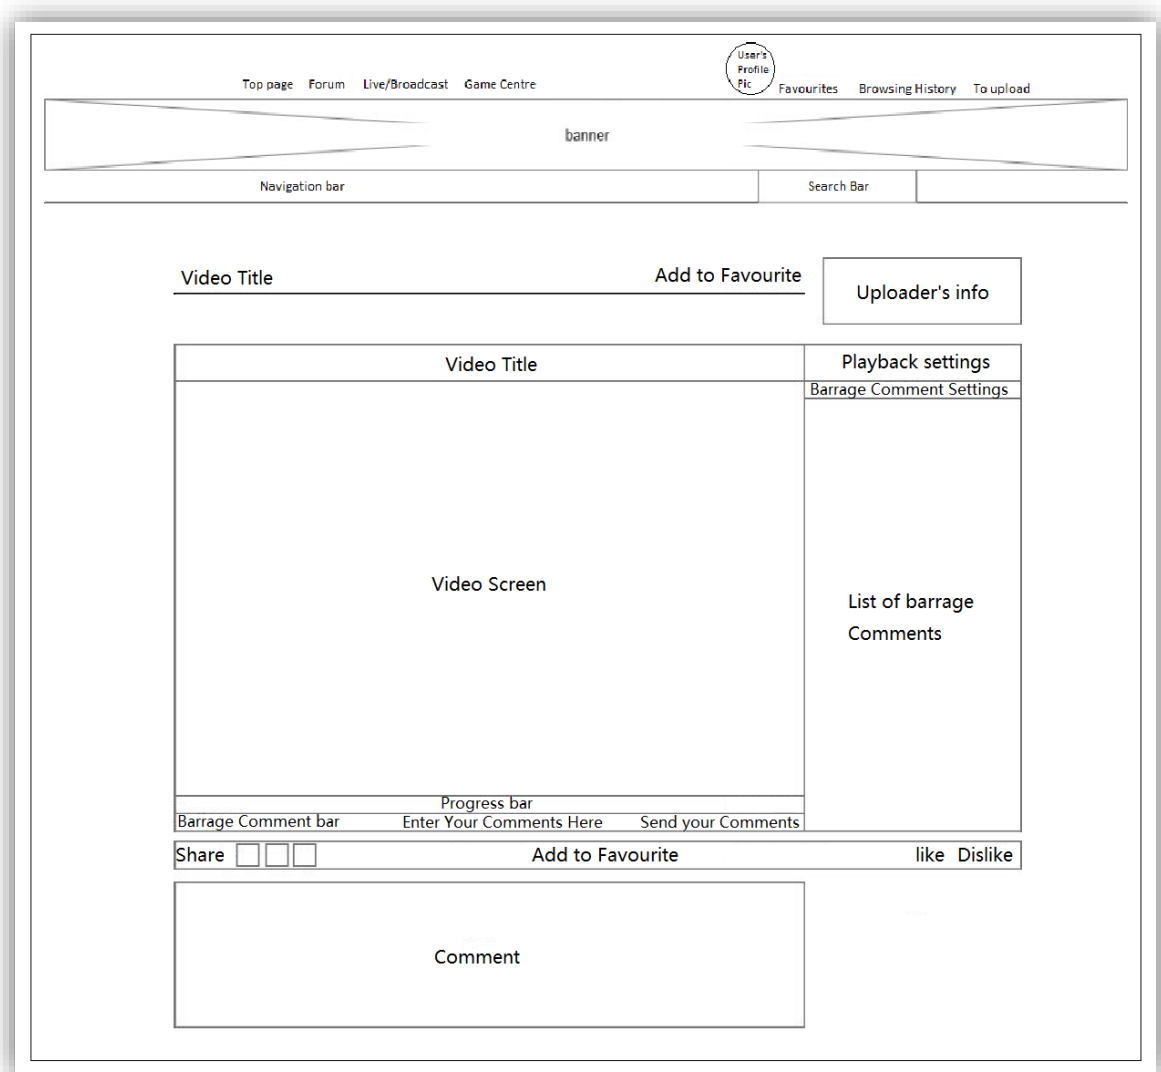 User's
Profile
Pic
Top page Forum Live/Broadcast Game Centre
Favourites Browsing History To upload
banner
Navigation bar
Search Bar
Video Title
Add to Favourite
Uploader's info
Video Title
Playback settings
Barrage Comment Settings
Video Screen
List of barrage
Comments
Progress bar
Barrage Comment bar
Enter Your Comments Here
Send your Comments
Share
Add to Favourite
like Dislike
Comment